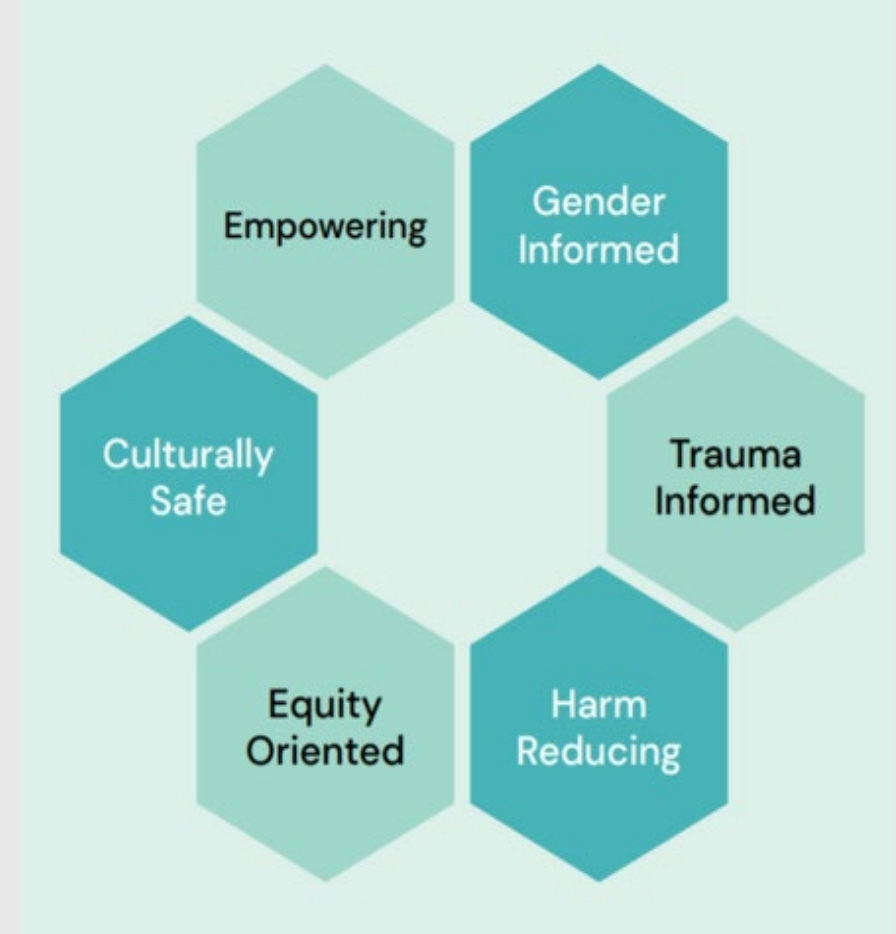 Empowering
Gender
Informed
Culturally
Safe
Trauma
Informed
Equity
Oriented
Harm
Reducing